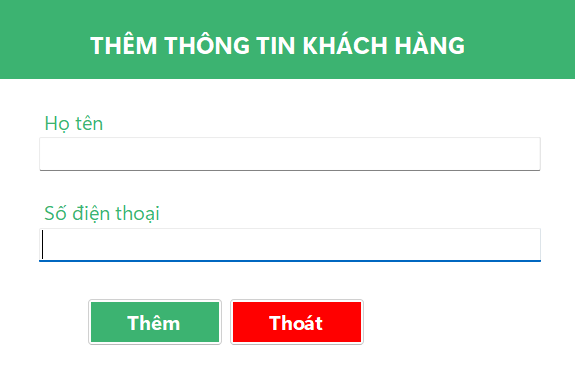 THÊM THÔNG TIN KHÁCH HÀNG
Họ tên
Số điện thoại
Thêm
Thoát